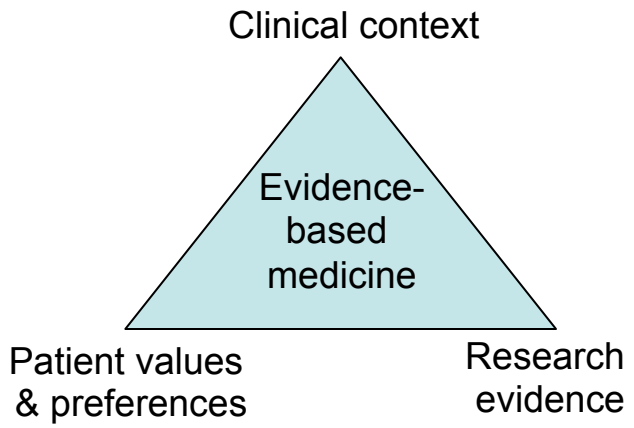 Clinical context
Evidence-
based
medicine
Patient values
& preferences
Research
evidence